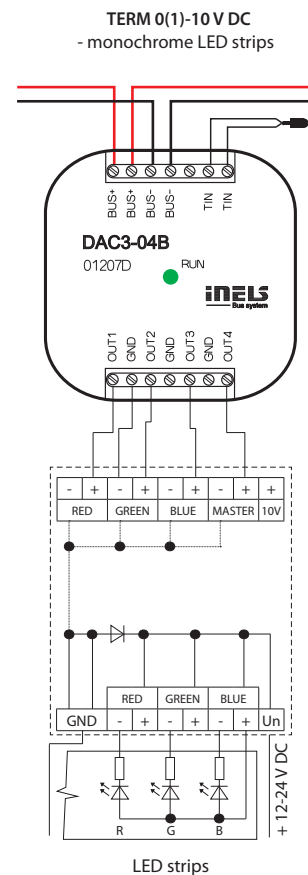 TERM 0(1)-10 V DC
- monochrome LED strips
BUS+ BUS+ BUS- BUS- TIN TIN
DAC3-04B
01207D
RUN
iNELS
Bus system
OUT1 GND OUT2 GND OUT3 GND OUT4
- + - + - + - + +
RED GREEN BLUE MASTER 10V
RED GREEN BLUE
GND - + - + - + Un
+ 12-24 V DC
R G B
LED strips